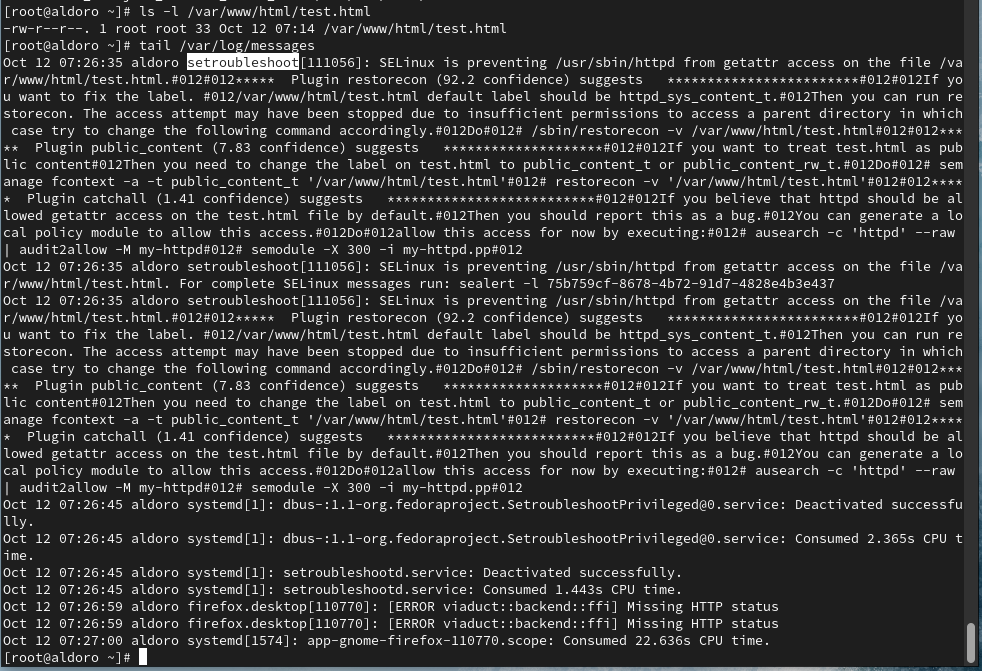 [root@aldoro ~]# ls -l /var/www/html/test.html
-rw-r--r--. 1 root root 33 Oct 12 07:14 /var/www/html/test.html
[root@aldoro ~]# tail /var/log/messages
Oct 12 07:26:35 aldoro setroubleshoot[111056]: SELinux is preventing /usr/sbin/httpd from getattr access on the file /va
r/www/html/test.html.#012#012***** Plugin restorecon (92.2 confidence) suggests ************************#012#012If yo
u want to fix the label. #012/var/www/html/test.html default label should be httpd_sys_content_t.#012Then you can run re
storecon. The access attempt may have been stopped due to insufficient permissions to access a parent directory in which
case try to change the following command accordingly.#012Do#012# /sbin/restorecon -v /var/www/html/test.html#012#012***
** Plugin public_content (7.83 confidence) suggests ********************#012#012If you want to treat test.html as pub
lic content#012Then you need to change the label on test.html to public_content_t or public_content_rw_t.#012Do#012# sem
anage fcontext -a -t public_content_t '/var/www/html/test.html'#012# restorecon -v '/var/www/html/test.html'#012#012****
* Plugin catchall (1.41 confidence) suggests **************************#012#012If you believe that httpd should be al
lowed getattr access on the test.html file by default.#012Then you should report this as a bug.#012You can generate a lo
cal policy module to allow this access.#012Do#012allow this access for now by executing:#012# ausearch -c 'httpd' --raw
| audit2allow -M my-httpd#012# semodule -X 300 -i my-httpd.pp#012
Oct 12 07:26:35 aldoro setroubleshoot[111056]: SELinux is preventing /usr/sbin/httpd from getattr access on the file /va
r/www/html/test.html. For complete SELinux messages run: sealert -l 75b759cf-8678-4b72-91d7-4828e4b3e437
Oct 12 07:26:35 aldoro setroubleshoot[111056]: SELinux is preventing /usr/sbin/httpd from getattr access on the file /va
r/www/html/test.html.#012#012***** Plugin restorecon (92.2 confidence) suggests ************************#012#012If yo
u want to fix the label. #012/var/www/html/test.html default label should be httpd_sys_content_t.#012Then you can run re
storecon. The access attempt may have been stopped due to insufficient permissions to access a parent directory in which
case try to change the following command accordingly.#012Do#012# /sbin/restorecon -v /var/www/html/test.html#012#012***
** Plugin public_content (7.83 confidence) suggests ********************#012#012If you want to treat test.html as pub
lic content#012Then you need to change the label on test.html to public_content_t or public_content_rw_t.#012Do#012# sem
anage fcontext -a -t public_content_t '/var/www/html/test.html'#012# restorecon -v '/var/www/html/test.html'#012#012****
* Plugin catchall (1.41 confidence) suggests **************************#012#012If you believe that httpd should be al
lowed getattr access on the test.html file by default.#012Then you should report this as a bug.#012You can generate a lo
cal policy module to allow this access.#012Do#012allow this access for now by executing:#012# ausearch -c 'httpd' --raw
| audit2allow -M my-httpd#012# semodule -X 300 -i my-httpd.pp#012
Oct 12 07:26:45 aldoro systemd[1]: dbus-:1.1-org.fedoraproject.SetroubleshootPrivileged@0.service: Deactivated successfu
lly.
Oct 12 07:26:45 aldoro systemd[1]: dbus-:1.1-org.fedoraproject.SetroubleshootPrivileged@0.service: Consumed 2.365s CPU t
ime.
Oct 12 07:26:45 aldoro systemd[1]: setroubleshootd.service: Deactivated successfully.
Oct 12 07:26:45 aldoro systemd[1]: setroubleshootd.service: Consumed 1.443s CPU time.
Oct 12 07:26:59 aldoro firefox.desktop[110770]: [ERROR viaduct::backend::ffi] Missing HTTP status
Oct 12 07:26:59 aldoro firefox.desktop[110770]: [ERROR viaduct::backend::ffi] Missing HTTP status
Oct 12 07:27:00 aldoro systemd[1574]: app-gnome-firefox-110770.scope: Consumed 22.636s CPU time.
[root@aldoro ~]#